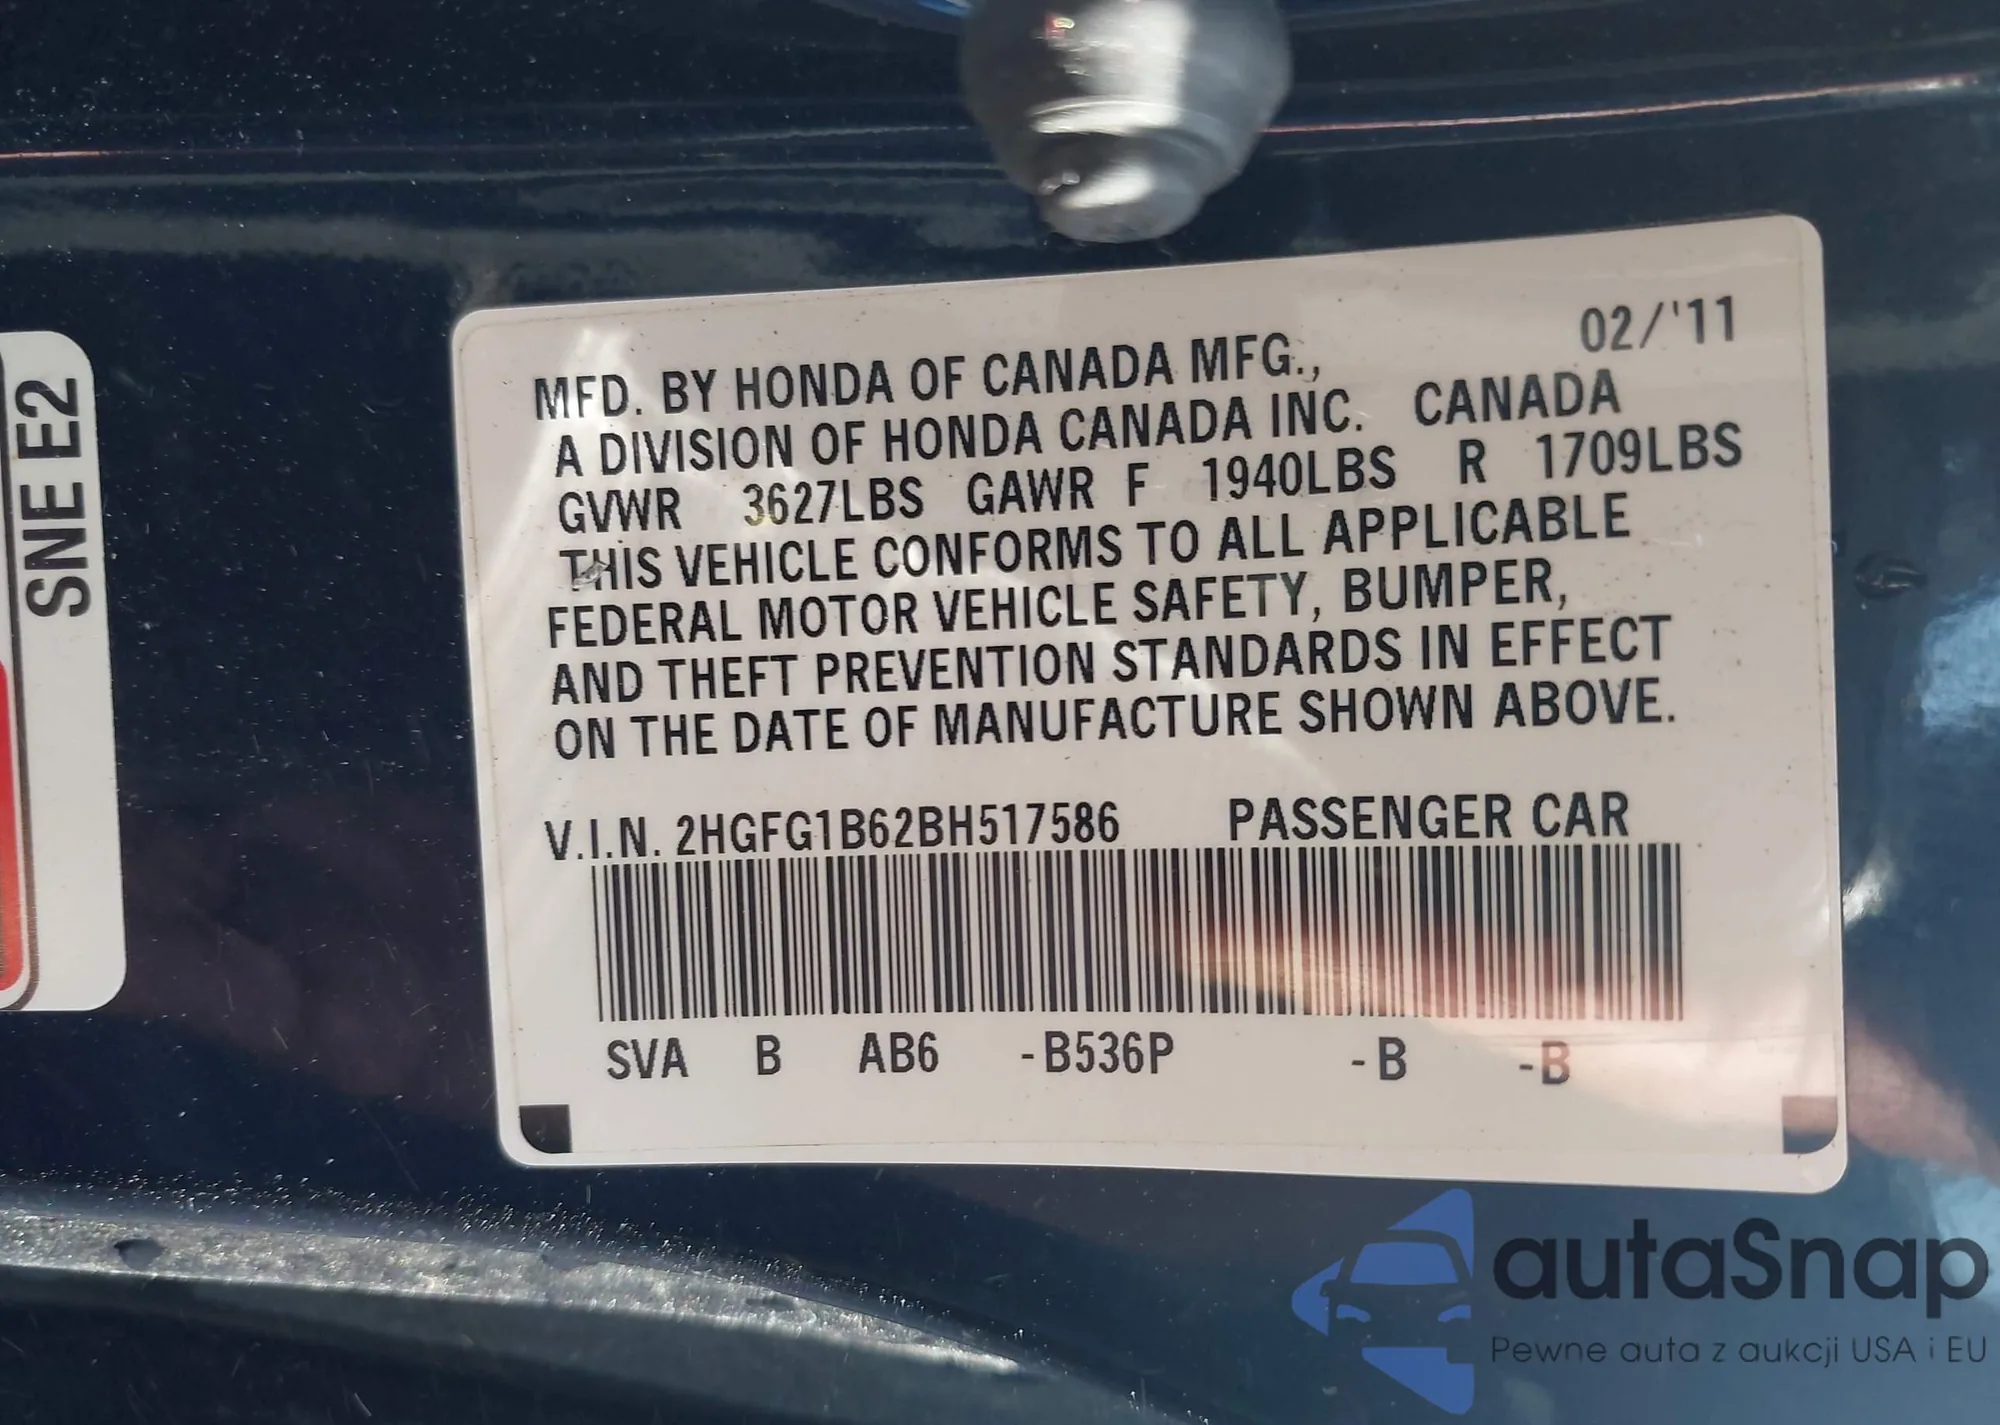 SNE E2
02/'11
MFD. BY HONDA OF CANADA MFG.,
A DIVISION OF HONDA CANADA INC. CANADA
GVWR 3627LBS GAWR F 1940LBS R 1709LBS
THIS VEHICLE CONFORMS TO ALL APPLICABLE
FEDERAL MOTOR VEHICLE SAFETY, BUMPER,
AND THEFT PREVENTION STANDARDS IN EFFECT
ON THE DATE OF MANUFACTURE SHOWN ABOVE.
V.I.N. 2HGFG1B62BH517586 PASSENGER CAR
SVA B AB6 -B536P -B -B
autaSnap
Pewne auta z aukcji USA i EU